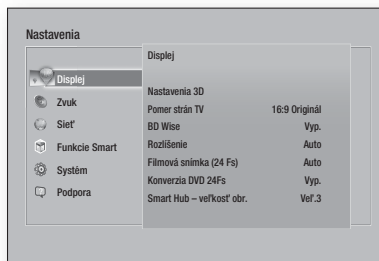 Nastavenia
Displej
Zvuk
Sieť
Funkcie Smart
Systém
Podpora
Displej
Nastavenia 3D
Pomer strán TV 16:9 Originál
BD Wise Vyp.
Rozlíšenie Auto
Filmová snímka (24 Fs) Auto
Konverzia DVD 24Fs Vyp.
Smart Hub – veľkosť obr. Veľ.3